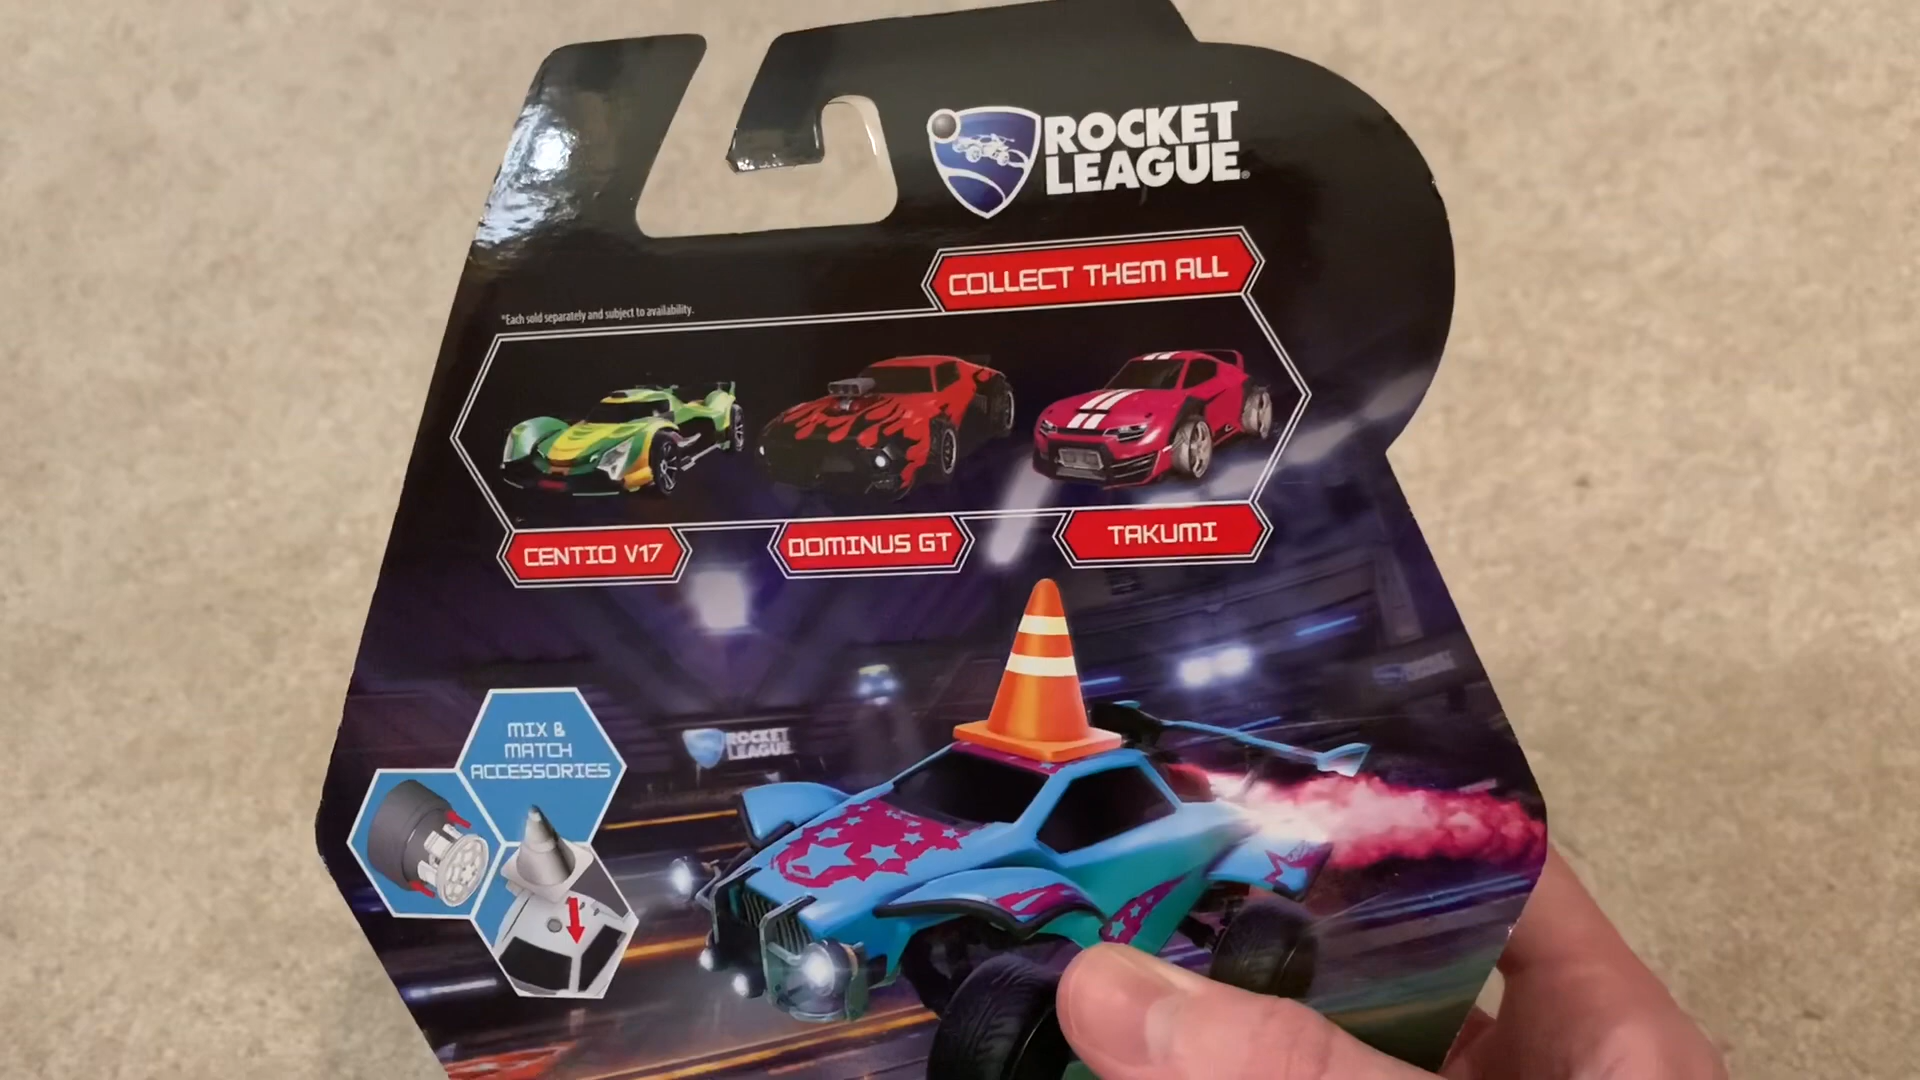 ROCKET
LEAGUE®
COLLECT THEM ALL
*Each sold separately and subject to availability.
CENTIO V17
DOMINUS GT
TAKUMI
MIX &
MATCH
ACCESSORIES
ROCKET
LEAGUE